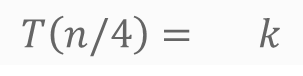 T(n/4) = k